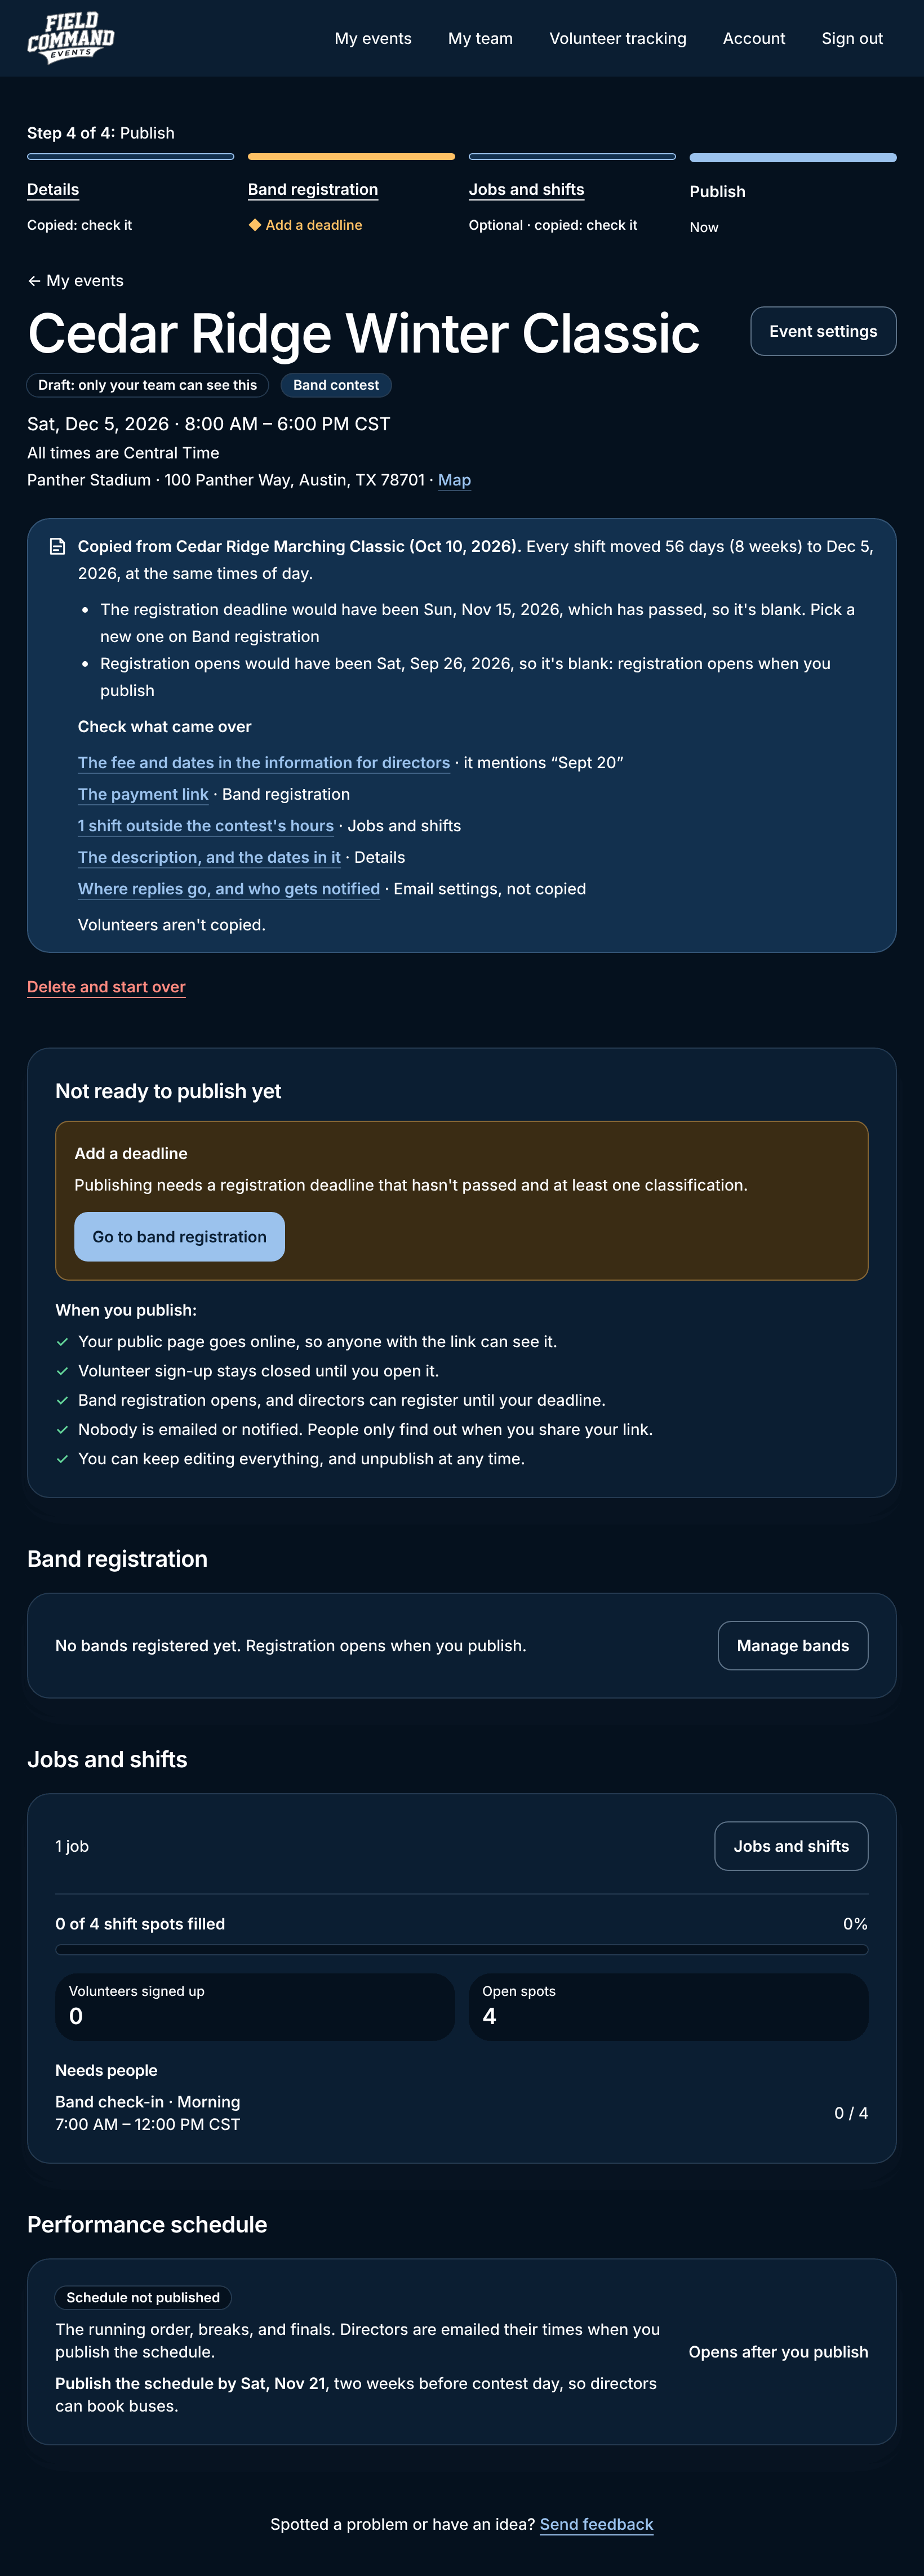 FIELD
COMMAND
EVENTS
My events
My team
Volunteer tracking
Account
Sign out
Step 4 of 4: Publish
Details
Copied: check it
Band registration
◆ Add a deadline
Jobs and shifts
Optional · copied: check it
Publish
Now
← My events
Cedar Ridge Winter Classic
Event settings
Draft: only your team can see this
Band contest
Sat, Dec 5, 2026 · 8:00 AM – 6:00 PM CST
All times are Central Time
Panther Stadium · 100 Panther Way, Austin, TX 78701 · Map
Copied from Cedar Ridge Marching Classic (Oct 10, 2026). Every shift moved 56 days (8 weeks) to Dec 5,
2026, at the same times of day.
• The registration deadline would have been Sun, Nov 15, 2026, which has passed, so it's blank. Pick a
new one on Band registration
• Registration opens would have been Sat, Sep 26, 2026, so it's blank: registration opens when you
publish
Check what came over
The fee and dates in the information for directors · it mentions “Sept 20”
The payment link · Band registration
1 shift outside the contest's hours · Jobs and shifts
The description, and the dates in it · Details
Where replies go, and who gets notified · Email settings, not copied
Volunteers aren't copied.
Delete and start over
Not ready to publish yet
Add a deadline
Publishing needs a registration deadline that hasn't passed and at least one classification.
Go to band registration
When you publish:
✓ Your public page goes online, so anyone with the link can see it.
✓ Volunteer sign-up stays closed until you open it.
✓ Band registration opens, and directors can register until your deadline.
✓ Nobody is emailed or notified. People only find out when you share your link.
✓ You can keep editing everything, and unpublish at any time.
Band registration
No bands registered yet. Registration opens when you publish.
Manage bands
Jobs and shifts
1 job
Jobs and shifts
0 of 4 shift spots filled
0%
Volunteers signed up
0
Open spots
4
Needs people
Band check-in · Morning
7:00 AM – 12:00 PM CST
0 / 4
Performance schedule
Schedule not published
The running order, breaks, and finals. Directors are emailed their times when you
publish the schedule.
Opens after you publish
Publish the schedule by Sat, Nov 21, two weeks before contest day, so directors
can book buses.
Spotted a problem or have an idea? Send feedback